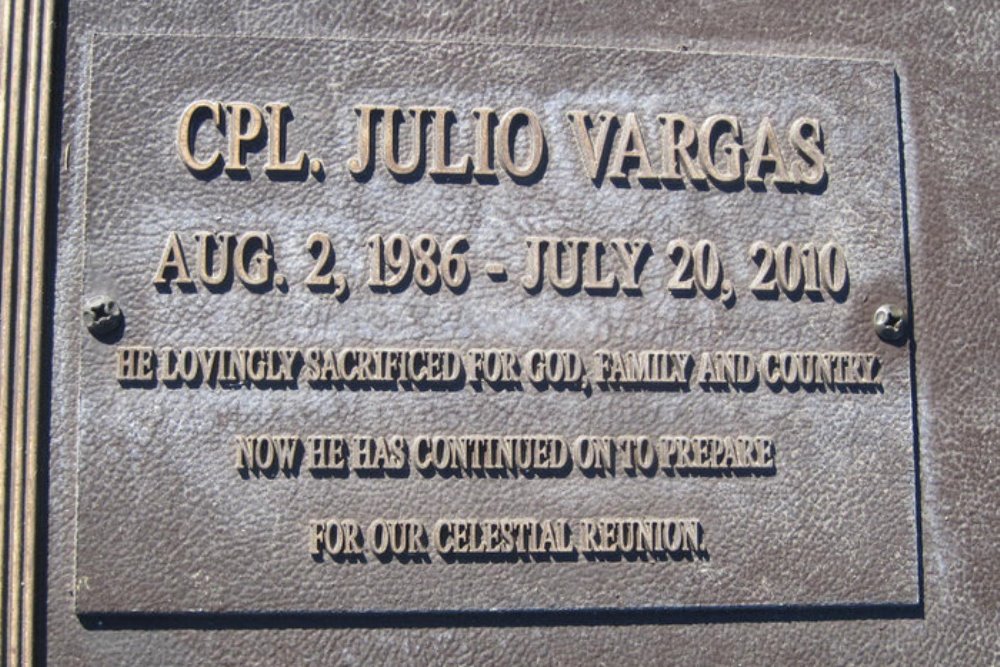 CPL. JULIO VARGAS
AUG. 2, 1986 - JULY 20, 2010
HE LOVINGLY SACRIFICED FOR GOD, FAMILY AND COUNTRY.
NOW HE HAS CONTINUED ON TO PREPARE
FOR OUR CELESTIAL REUNION.